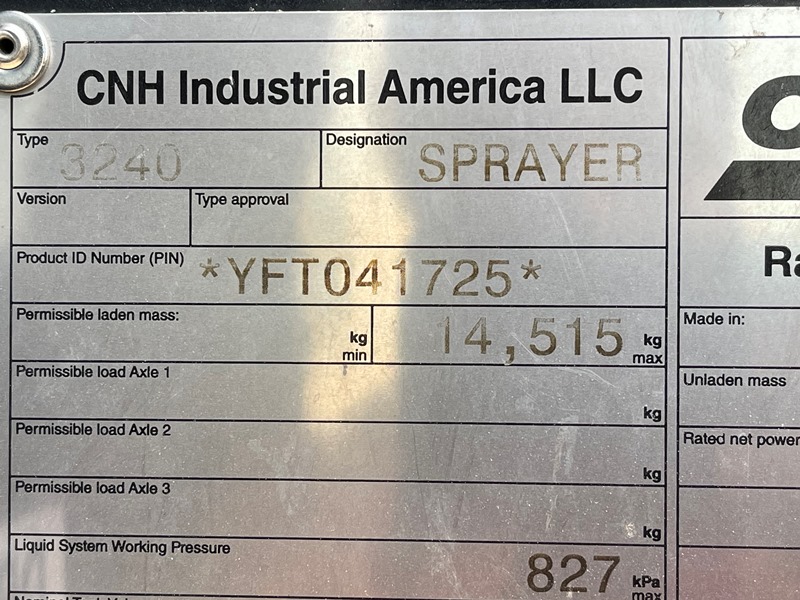 CNH Industrial America LLC
Type
3240
Designation
SPRAYER
Version
Type approval
Product ID Number (PIN)
*YFT041725*
Permissible laden mass:
kg
min
14,515 kg
max
Permissible load Axle 1
kg
Permissible load Axle 2
kg
Permissible load Axle 3
kg
Liquid System Working Pressure
827 kPa
max
Made in:
Unladen mass
Rated net power